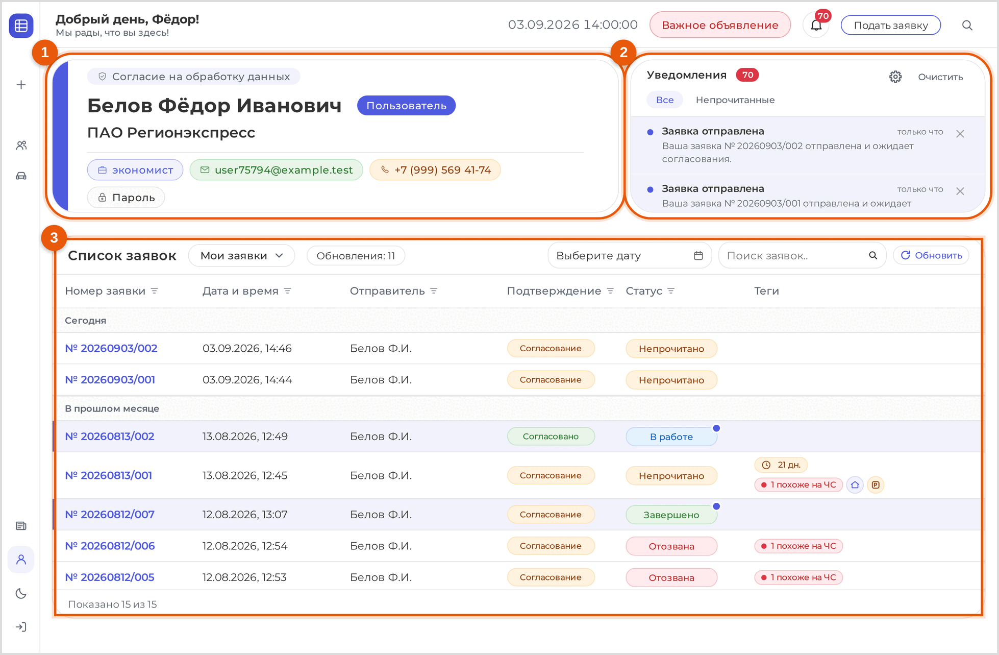 Добрый день, Фёдор!
Мы рады, что вы здесь!
03.09.2026 14:00:00
Важное объявление
70
Подать заявку
1
Согласие на обработку данных
Белов Фёдор Иванович
Пользователь
ПАО Регионэкспресс
экономист
user75794@example.test
+7 (999) 569 41-74
Пароль
2
Уведомления 70
Очистить
Все
Непрочитанные
Заявка отправлена
только что
Ваша заявка № 20260903/002 отправлена и ожидает
согласования.
Заявка отправлена
только что
Ваша заявка № 20260903/001 отправлена и ожидает
3
Список заявок
Мои заявки
Обновления: 11
Выберите дату
Поиск заявок..
Обновить
Номер заявки Дата и время Отправитель Подтверждение Статус Теги
Сегодня
№ 20260903/002 03.09.2026, 14:46 Белов Ф.И. Согласование Непрочитано
№ 20260903/001 03.09.2026, 14:44 Белов Ф.И. Согласование Непрочитано
В прошлом месяце
№ 20260813/002 13.08.2026, 12:49 Белов Ф.И. Согласовано В работе
№ 20260813/001 13.08.2026, 12:45 Белов Ф.И. Согласование Непрочитано
21 дн.
1 похоже на ЧС P
№ 20260812/007 12.08.2026, 13:07 Белов Ф.И. Согласование Завершено
№ 20260812/006 12.08.2026, 12:54 Белов Ф.И. Согласование Отозвана 1 похоже на ЧС
№ 20260812/005 12.08.2026, 12:53 Белов Ф.И. Согласование Отозвана 1 похоже на ЧС
Показано 15 из 15